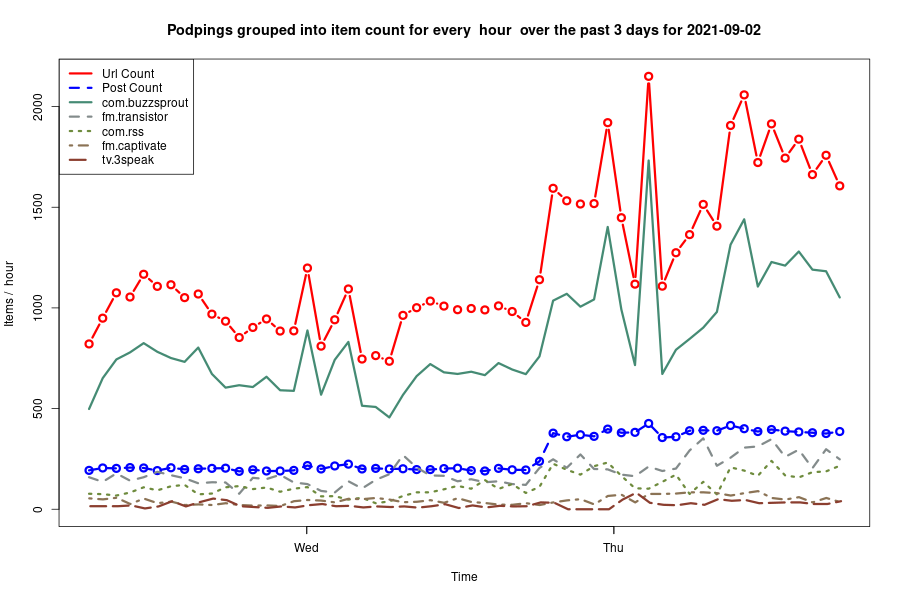 Podpings grouped into item count for every  hour  over the past 3 days for 2021-09-02
Url Count
Post Count
com.buzzsprout
fm.transistor
com.rss
fm.captivate
tv.3speak
Items /  hour
2000
1500
1000
500
0
Wed
Thu
Time